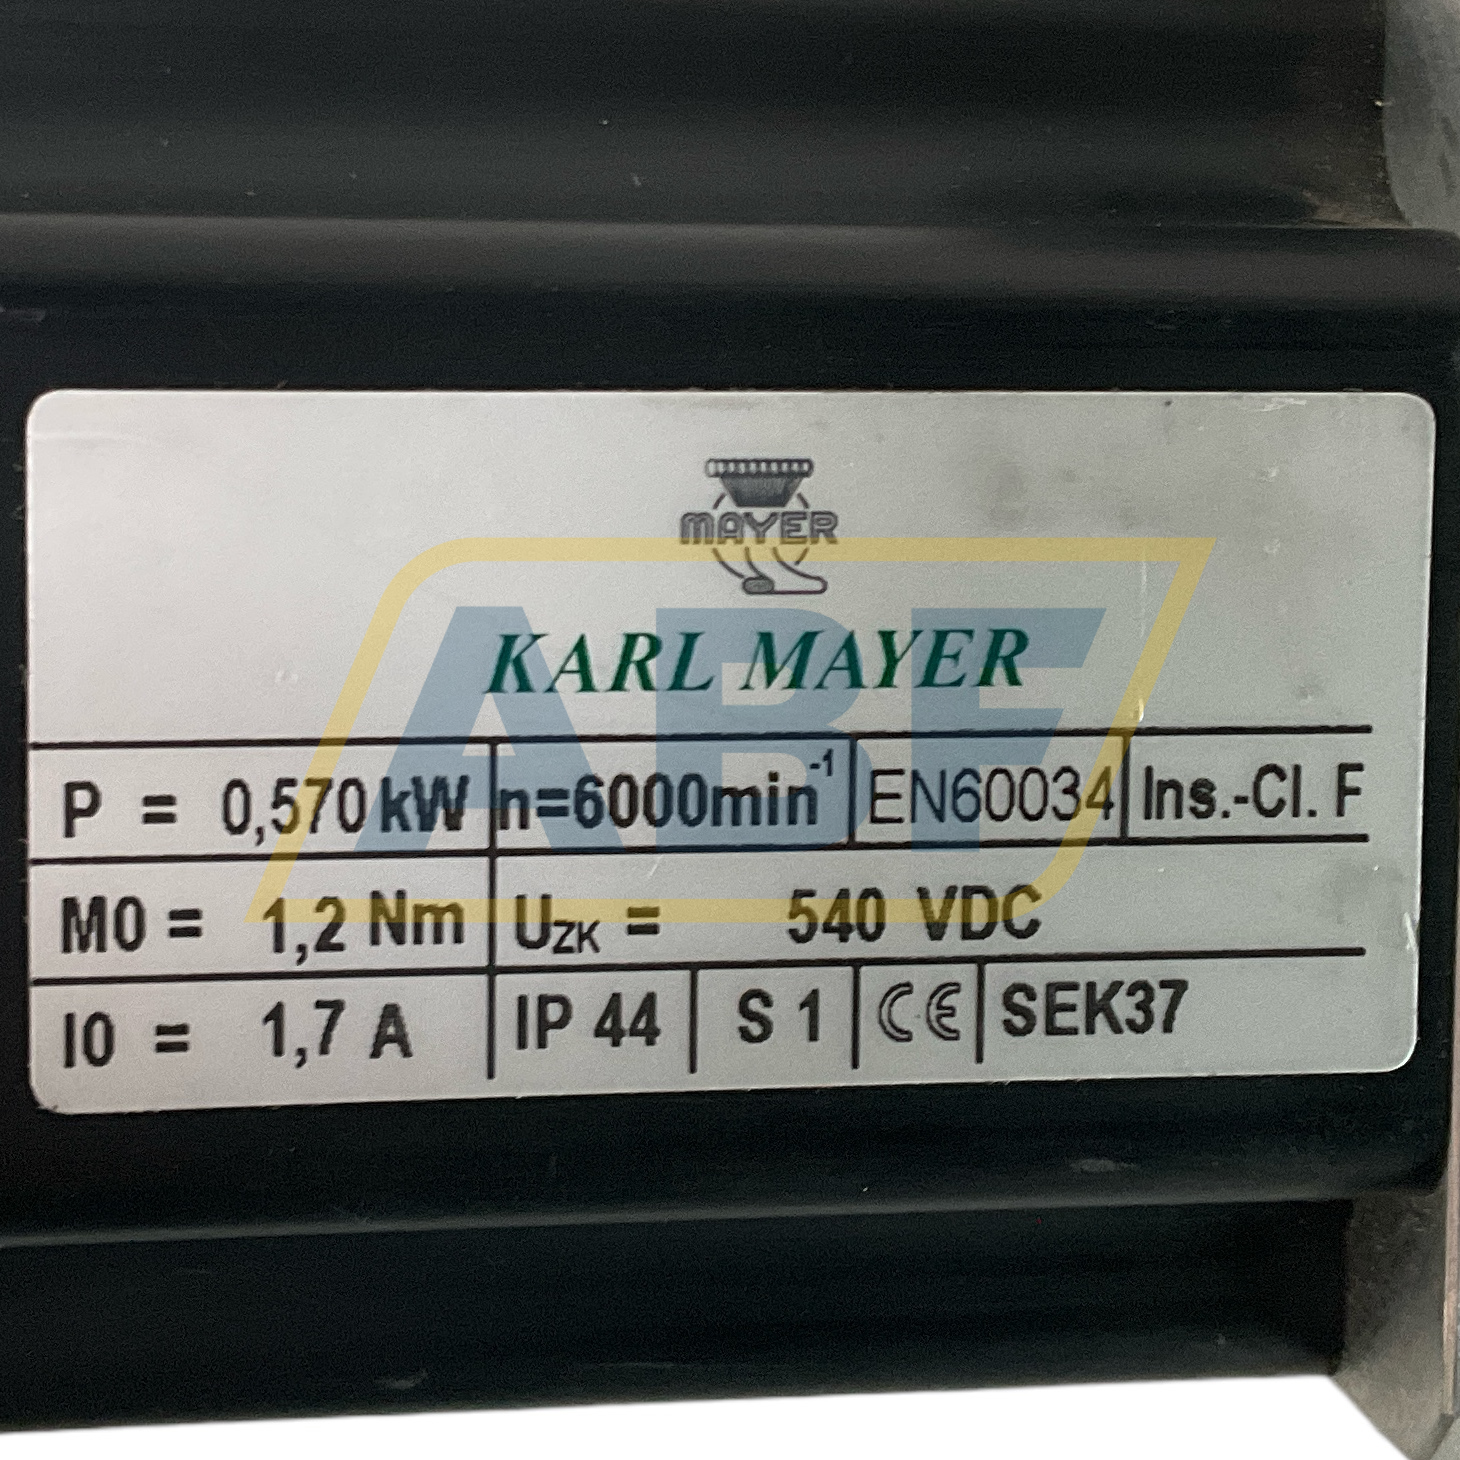 MAYER
KARL MAYER
ABF
P = 0,570 kW n=6000min⁻¹ EN60034 Ins.-Cl. F
M0 = 1,2 Nm UZK = 540 VDC
I0 = 1,7 A IP 44 S 1 CE SEK37